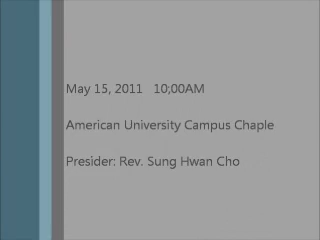 May 15, 2011   10;00AM
American University Campus Chaple
Presider: Rev. Sung Hwan Cho